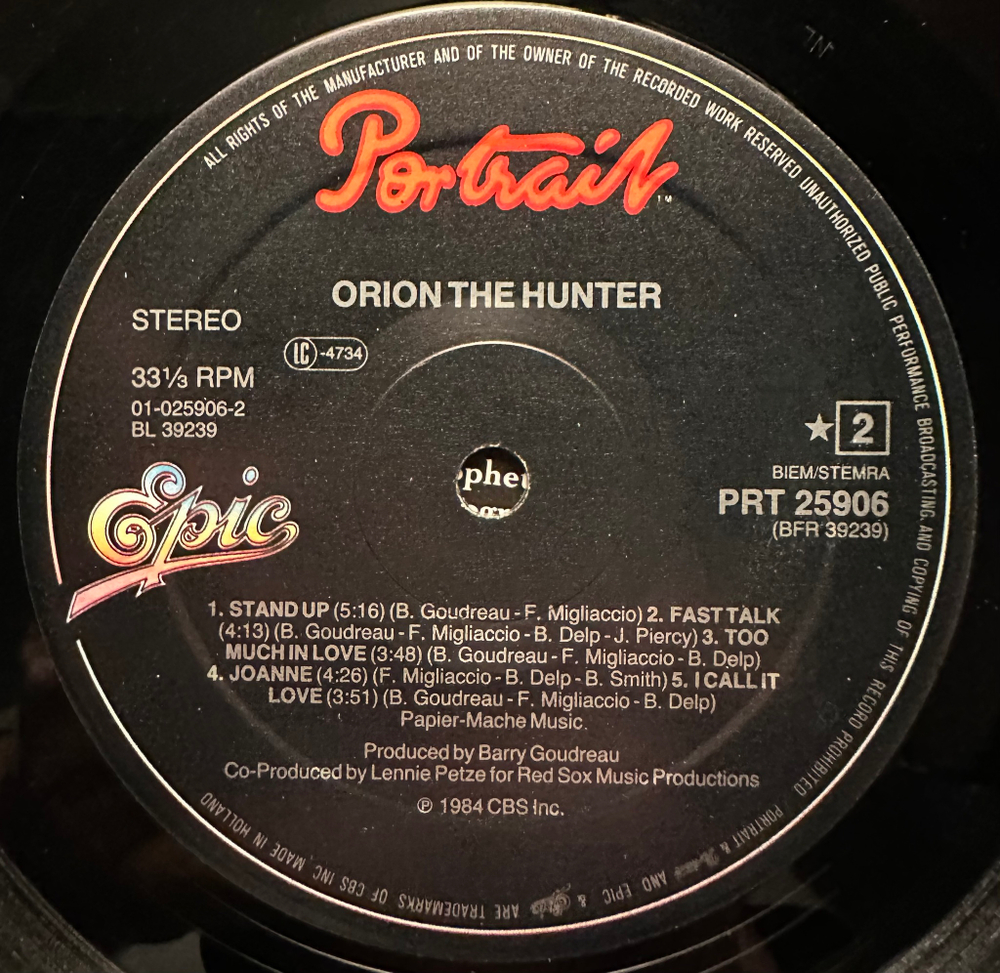 ALL RIGHTS OF THE MANUFACTURER AND OF THE OWNER OF THE RECORDED WORK RESERVED UNAUTHORIZED PUBLIC PERFORMANCE BROADCASTING AND COPYING OF THIS RECORD PROHIBITED
Portrait™
ORION THE HUNTER
STEREO
LC-4734
33⅓ RPM
01-025906-2
BL 39239
★ 2
BIEM/STEMRA
PRT 25906
(BFR 39239)
Epic
pheu
1. STAND UP (5:16) (B. Goudreau - F. Migliaccio) 2. FAST TALK
(4:13) (B. Goudreau - F. Migliaccio - B. Delp - J. Piercy) 3. TOO
MUCH IN LOVE (3:48) (B. Goudreau - F. Migliaccio - B. Delp)
4. JOANNE (4:26) (F. Migliaccio - B. Delp - B. Smith) 5. I CALL IT
LOVE (3:51) (B. Goudreau - F. Migliaccio - B. Delp)
Papier-Mache Music.
Produced by Barry Goudreau
Co-Produced by Lennie Petze for Red Sox Music Productions
℗ 1984 CBS Inc.
PORTRAIT & Portrait AND EPIC & Epic ARE TRADEMARKS OF CBS INC. MADE IN HOLLAND